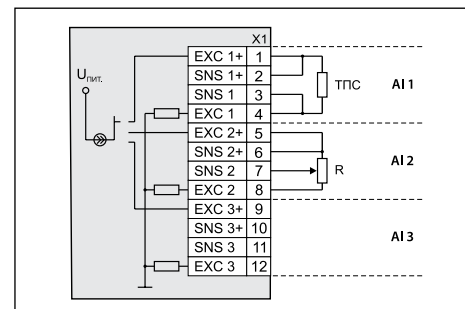 X1
Uпит.
EXC 1+ 1
SNS 1+ 2
SNS 1 3
EXC 1 4
EXC 2+ 5
SNS 2+ 6
SNS 2 7
EXC 2 8
EXC 3+ 9
SNS 3+ 10
SNS 3 11
EXC 3 12
ТПС
AI 1
R
AI 2
AI 3